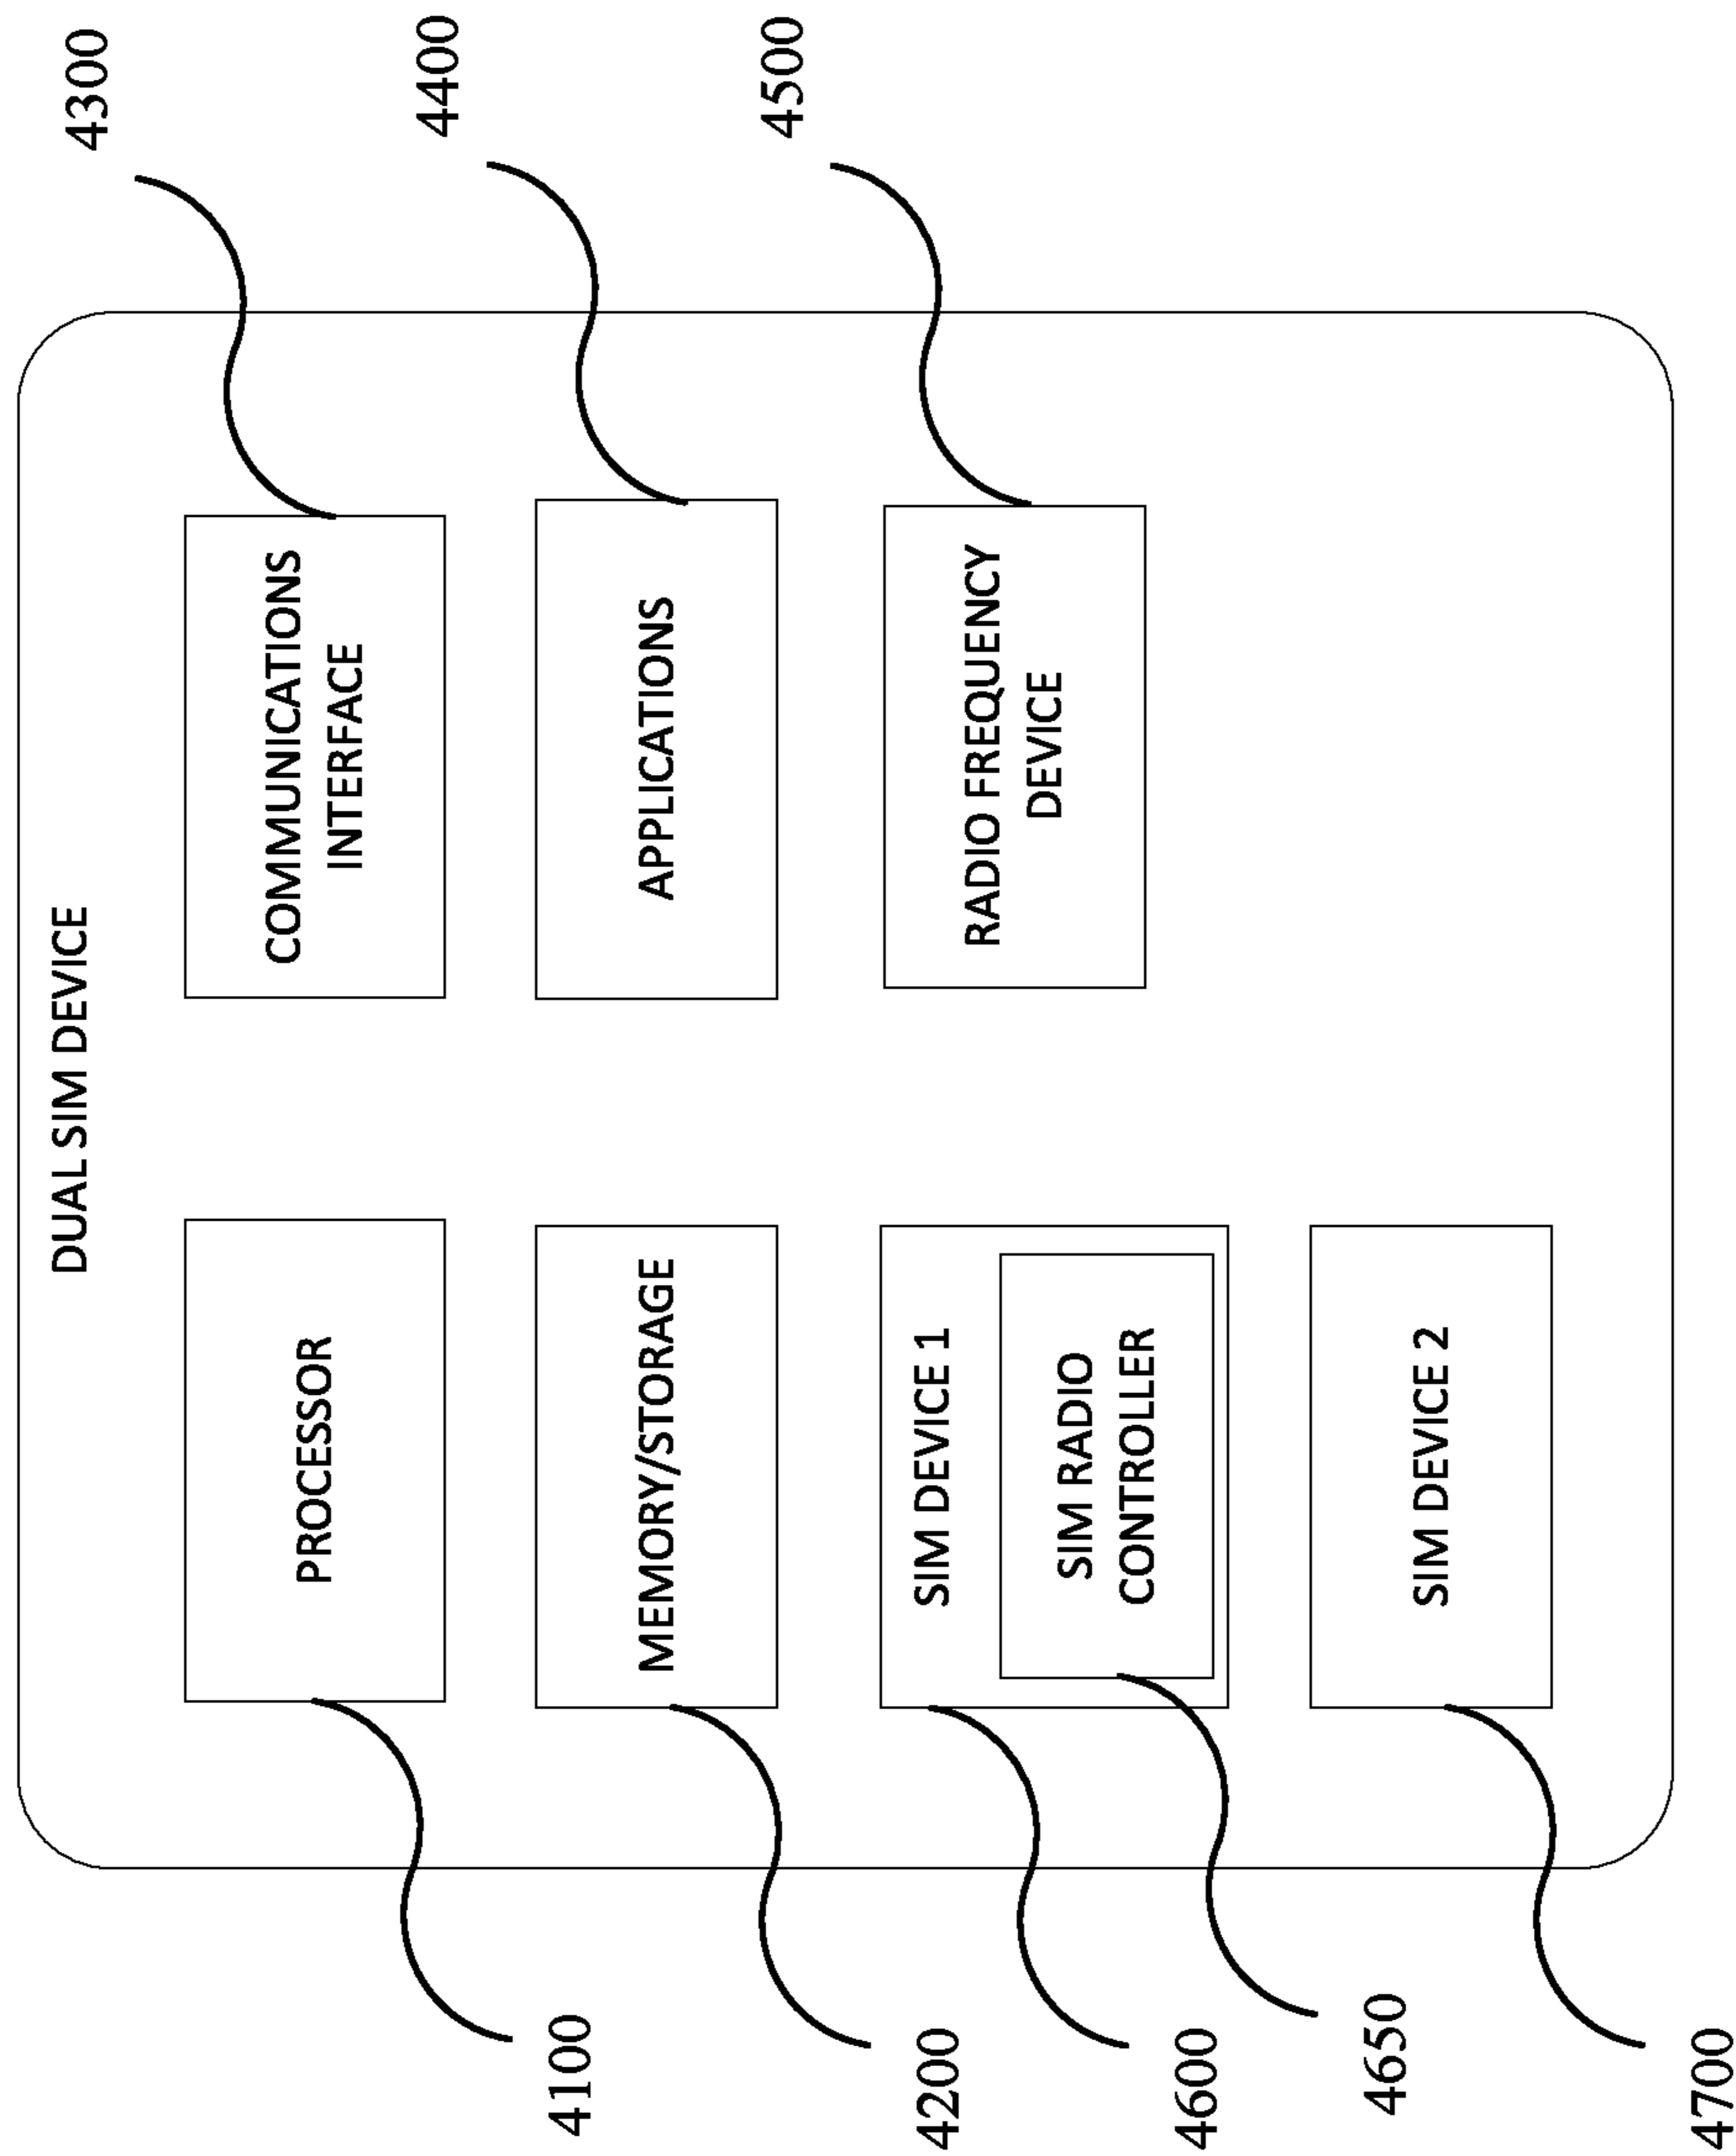 DUAL SIM DEVICE
PROCESSOR
4100
MEMORY/STORAGE
4200
SIM DEVICE 1
4600
SIM RADIO
CONTROLLER
4650
SIM DEVICE 2
4700
COMMUNICATIONS
INTERFACE
4300
APPLICATIONS
4400
RADIO FREQUENCY
DEVICE
4500